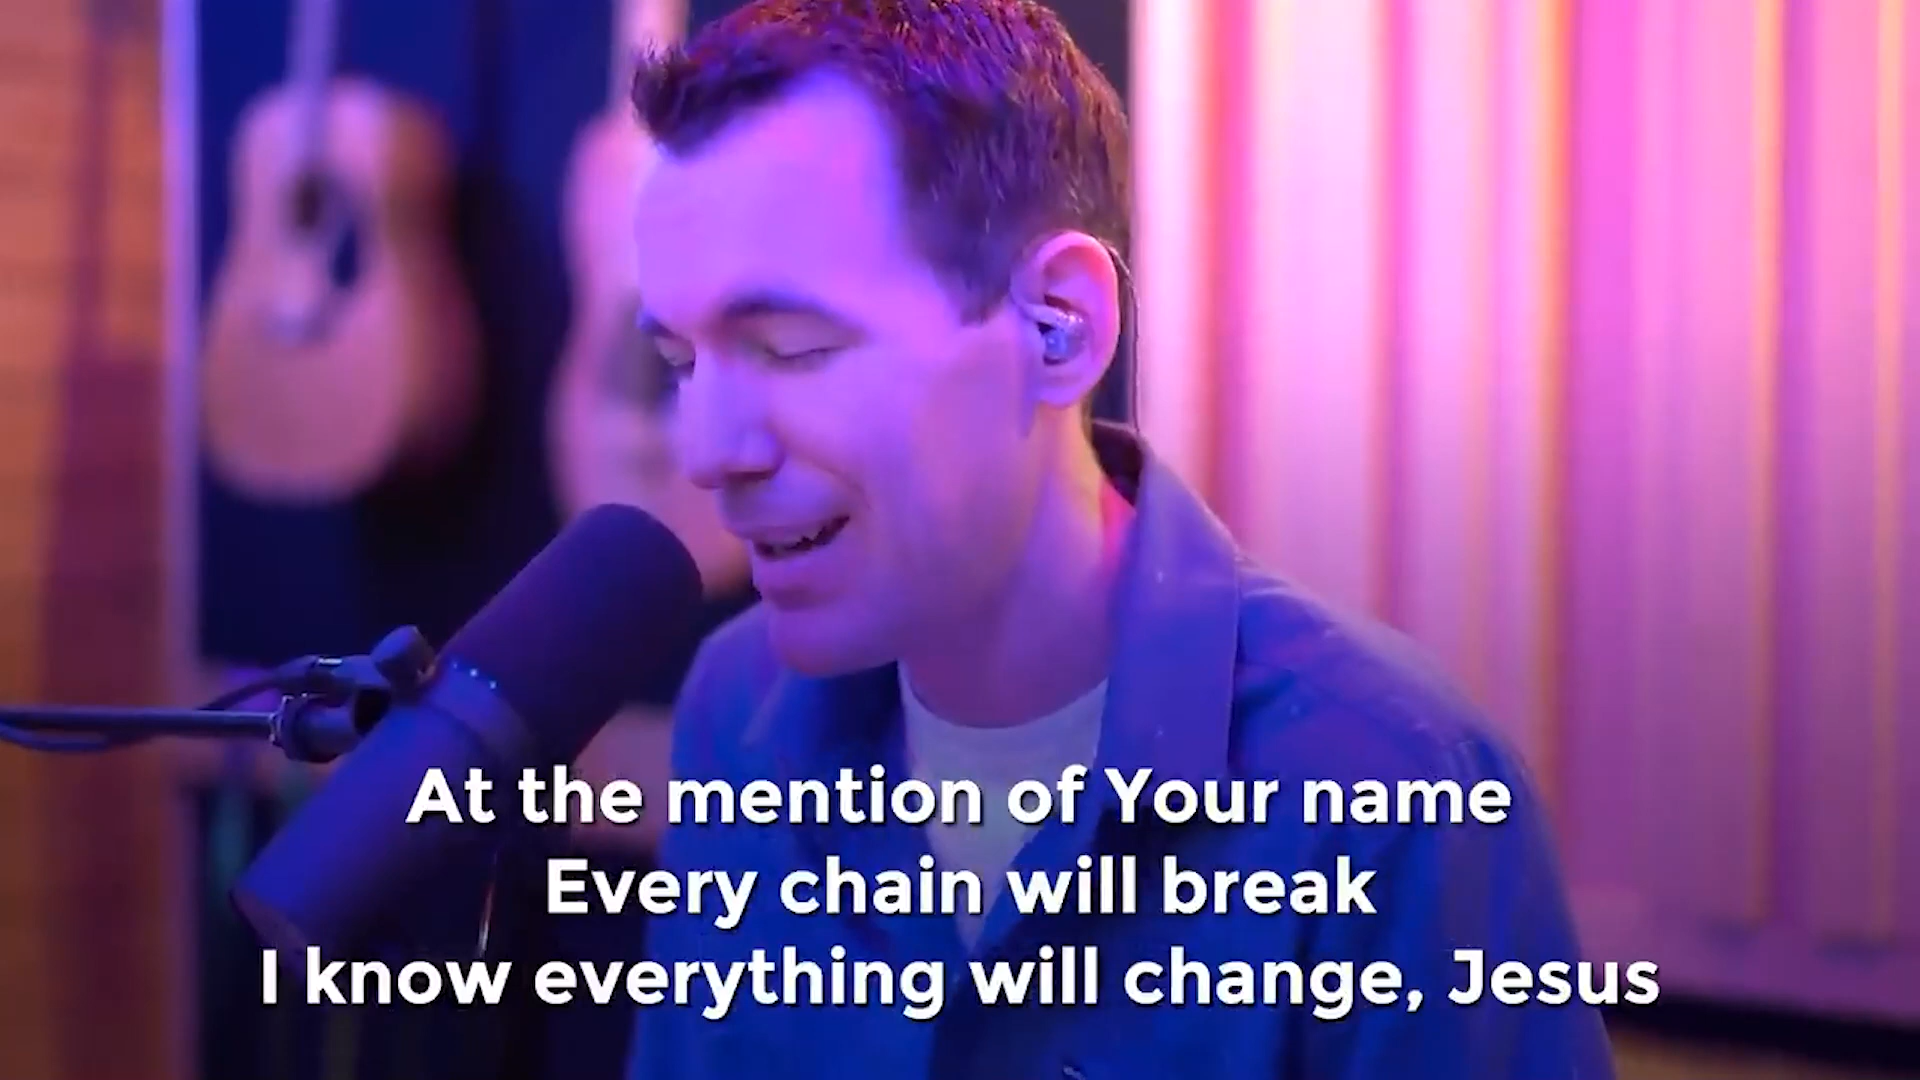 At the mention of Your name
Every chain will break
I know everything will change, Jesus